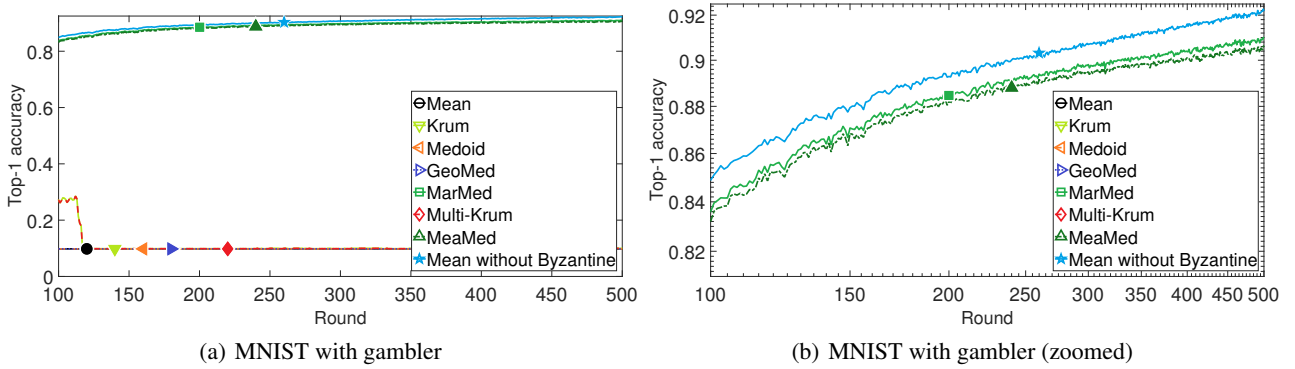 Top-1 accuracy
0.8
0.6
0.4
0.2
0
100 150 200 250 300 350 400 450 500
Round
Mean
Krum
Medoid
GeoMed
MarMed
Multi-Krum
MeaMed
Mean without Byzantine
(a) MNIST with gambler
Top-1 accuracy
0.92
0.9
0.88
0.86
0.84
0.82
100 150 200 250 300 350 400 450 500
Round
Mean
Krum
Medoid
GeoMed
MarMed
Multi-Krum
MeaMed
Mean without Byzantine
(b) MNIST with gambler (zoomed)